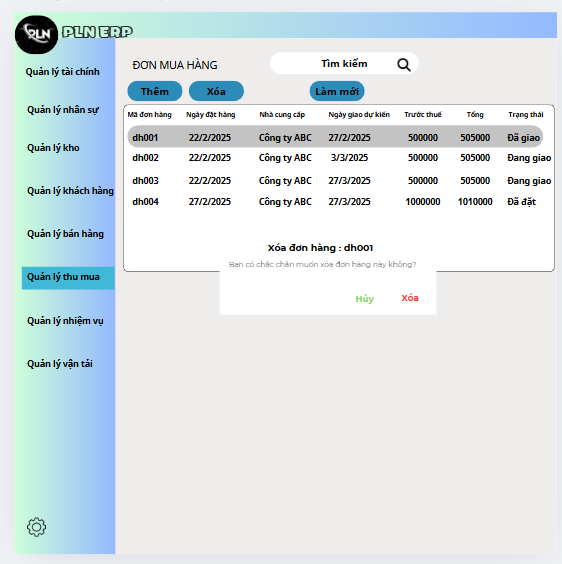 PLN
PLN ERP
Quản lý tài chính
Quản lý nhân sự
Quản lý kho
Quản lý khách hàng
Quản lý bán hàng
Quản lý thu mua
Quản lý nhiệm vụ
Quản lý vận tải
ĐƠN MUA HÀNG
Tìm kiếm
Thêm
Xóa
Làm mới
Mã đơn hàng Ngày đặt hàng Nhà cung cấp Ngày giao dự kiến Trước thuế Tổng Trạng thái
dh001 22/2/2025 Công ty ABC 27/2/2025 500000 505000 Đã giao
dh002 22/2/2025 Công ty ABC 3/3/2025 500000 505000 Đang giao
dh003 22/2/2025 Công ty ABC 27/3/2025 500000 505000 Đang giao
dh004 27/2/2025 Công ty ABC 27/3/2025 1000000 1010000 Đã đặt
Xóa đơn hàng : dh001
Bạn có chắc chắn muốn xóa đơn hàng này không?
Hủy Xóa